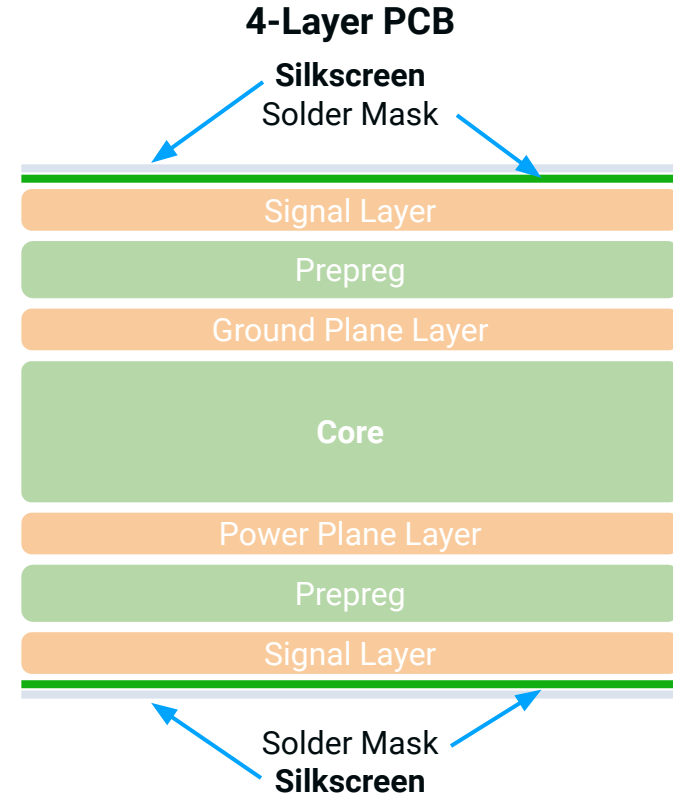 4-Layer PCB
Silkscreen
Solder Mask
Signal Layer
Prepreg
Ground Plane Layer
Core
Power Plane Layer
Prepreg
Signal Layer
Solder Mask
Silkscreen